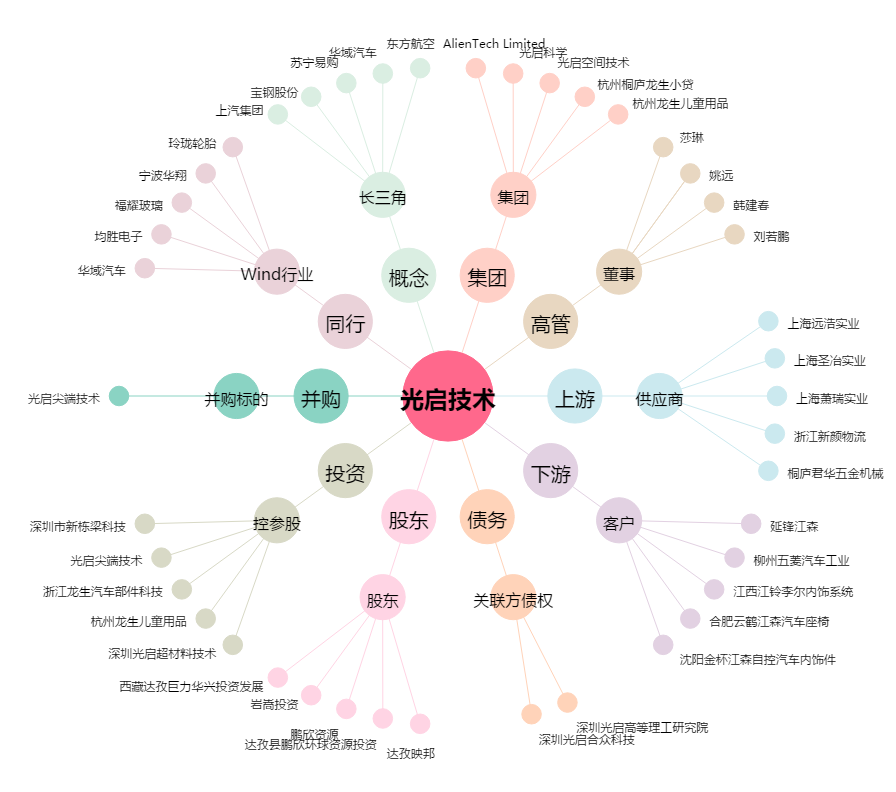 东方航空
AlienTech Limited
华域汽车
光启科学
苏宁易购
光启空间技术
宝钢股份
杭州桐庐龙生小贷
上汽集团
杭州龙生儿童用品
玲珑轮胎
莎琳
宁波华翔
姚远
长三角
集团
福耀玻璃
韩建春
均胜电子
刘若鹏
华域汽车
Wind行业
概念
集团
董事
同行
高管
上海远浩实业
上海圣冶实业
光启尖端技术
并购标的
并购
光启技术
上游
供应商
上海萧瑞实业
浙江新颜物流
投资
下游
桐庐君华五金机械
深圳市新栋梁科技
控参股
股东
债务
客户
延锋江森
光启尖端技术
柳州五菱汽车工业
浙江龙生汽车部件科技
江西江铃李尔内饰系统
杭州龙生儿童用品
股东
关联方债权
合肥云鹤江森汽车座椅
深圳光启超材料技术
沈阳金杯江森自控汽车内饰件
西藏达孜巨力华兴投资发展
岩嵩投资
鹏欣资源
深圳光启高等理工研究院
达孜县鹏欣环球资源投资
深圳光启合众科技
达孜映邦